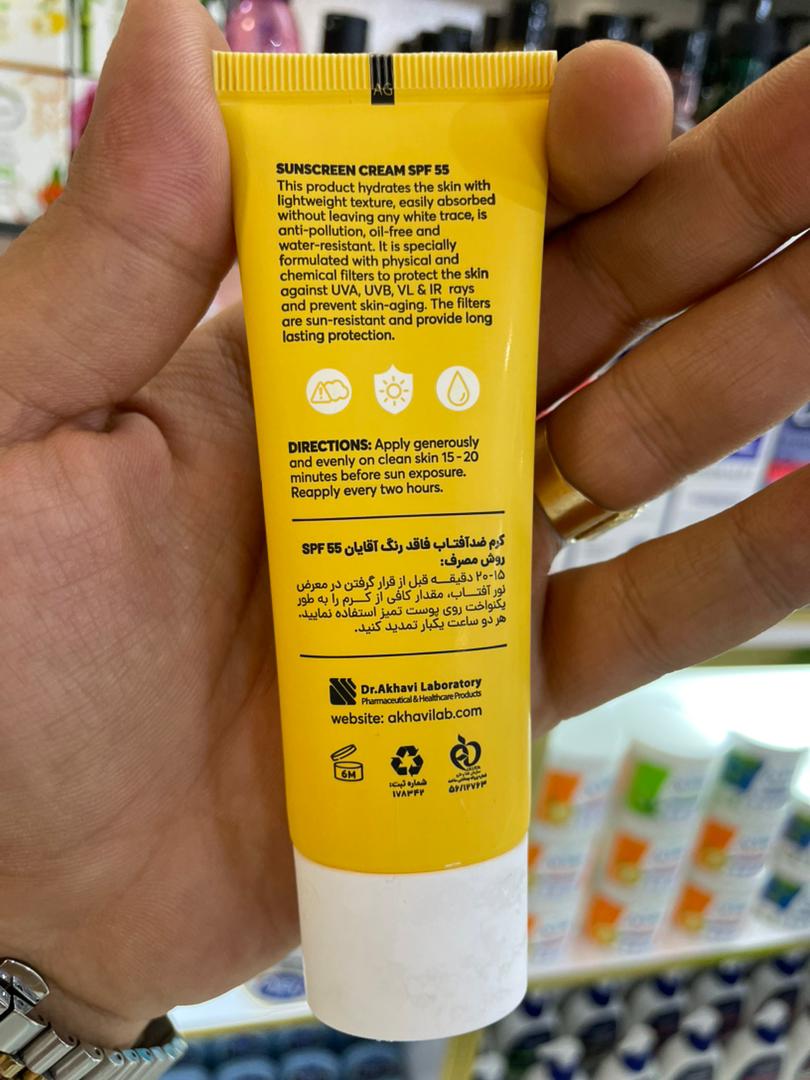 AG
SUNSCREEN CREAM SPF 55
This product hydrates the skin with
lightweight texture, easily absorbed
without leaving any white trace, is
anti-pollution, oil-free and
water-resistant. It is specially
formulated with physical and
chemical filters to protect the skin
against UVA, UVB, VL & IR rays
and prevent skin-aging. The filters
are sun-resistant and provide long
lasting protection.
DIRECTIONS: Apply generously
and evenly on clean skin 15-20
minutes before sun exposure.
Reapply every two hours.
کرم ضدآفتاب فاقد رنگ آقایان SPF 55
روش مصرف:
۲۰-۱۵ دقیقه قبل از قرار گرفتن در معرض
نور آفتاب، مقدار کافی از کرم را به طور
یکنواخت روی پوست تمیز استفاده نمایید.
هر دو ساعت یکبار تمدید کنید.
Dr.Akhavi Laboratory
Pharmaceutical & Healthcare Products
website: akhavilab.com
6M
شماره ثبت:
۱۷۸۳۴۲
۵۶/۱۲۷۶۳